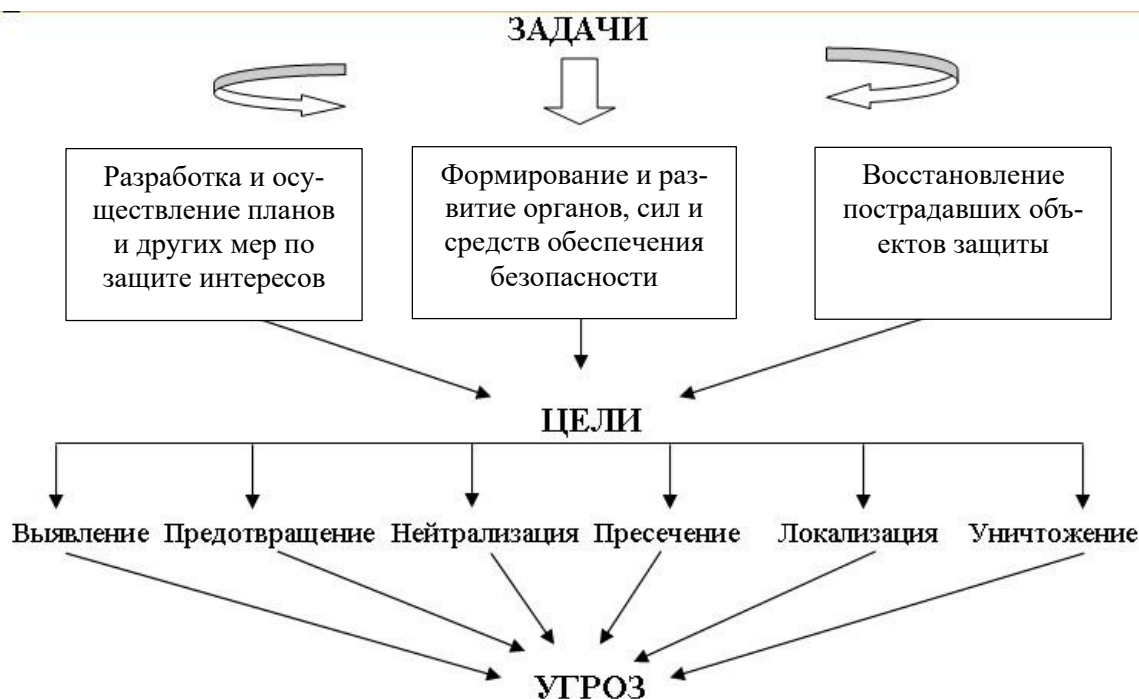 ЗАДАЧИ
Разработка и осу-
ществление планов
и других мер по
защите интересов
Формирование и раз-
витие органов, сил и
средств обеспечения
безопасности
Восстановление
пострадавших объ-
ектов защиты
ЦЕЛИ
Выявление Предотвращение Нейтрализация Пресечение Локализация Уничтожение
УГРОЗ